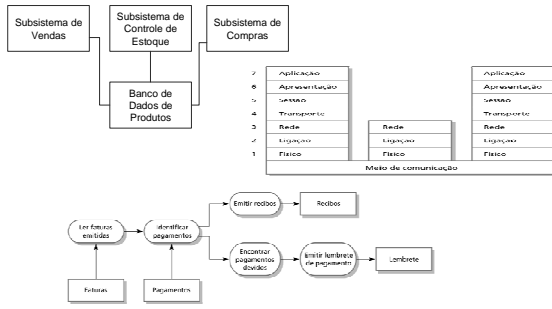 Subsistema de
Vendas
Subsistema de
Controle de
Estoque
Subsistema de
Compras
Banco de
Dados de
Produtos
7 Aplicação Aplicação
6 Apresentação Apresentação
5 Sessão Sessão
4 Transporte Transporte
3 Rede Rede Rede
2 Ligação Ligação Ligação
1 Físico Físico Físico
Meio de comunicação
Emitir recibos
Recibos
Ler faturas
emitidas
Identificar
pagamentos
Encontrar
pagamentos
devidos
Emitir lembrete
de pagamento
Lembrete
Faturas
Pagamentos